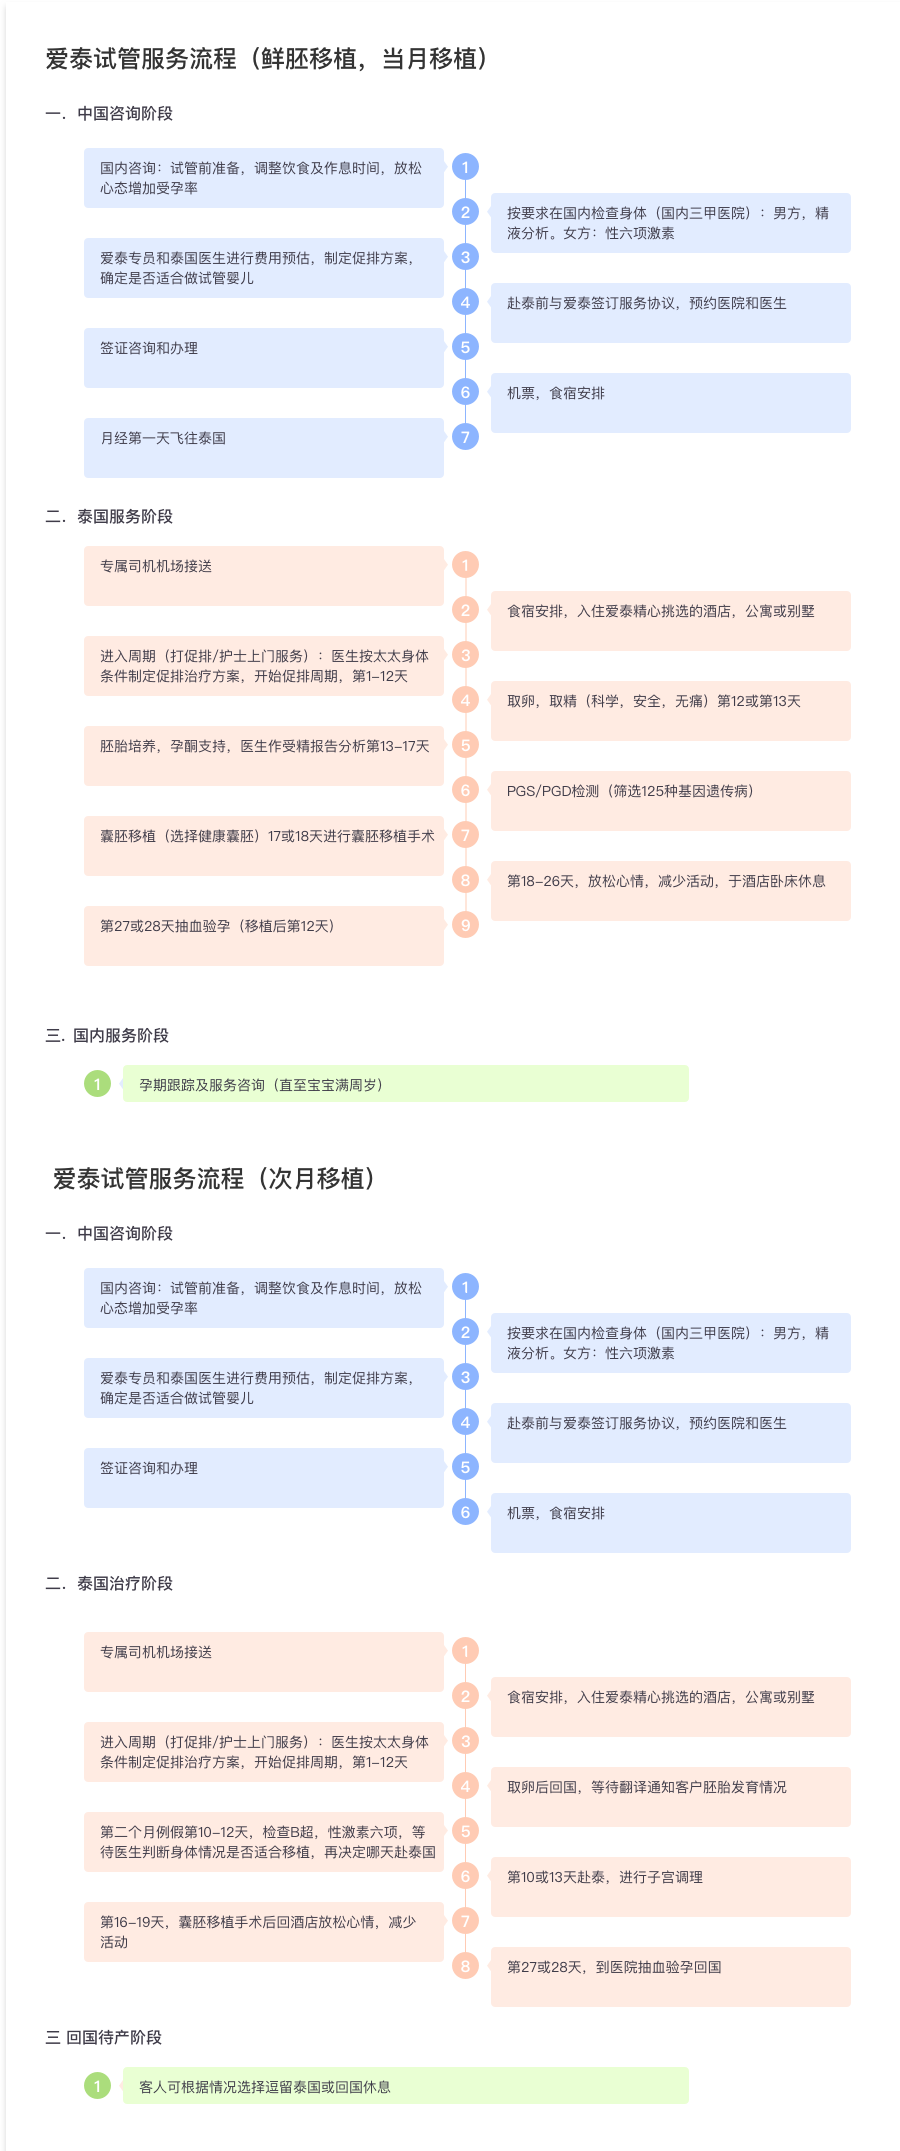 爱泰试管服务流程（鲜胚移植，当月移植）
一．中国咨询阶段
国内咨询：试管前准备，调整饮食及作息时间，放松
心态增加受孕率
1
2
按要求在国内检查身体（国内三甲医院）：男方，精
液分析。女方：性六项激素
爱泰专员和泰国医生进行费用预估，制定促排方案，
确定是否适合做试管婴儿
3
4
赴泰前与爱泰签订服务协议，预约医院和医生
签证咨询和办理
5
6
机票，食宿安排
月经第一天飞往泰国
7
二．泰国服务阶段
专属司机机场接送
1
2
食宿安排，入住爱泰精心挑选的酒店，公寓或别墅
进入周期（打促排/护士上门服务）：医生按太太身体
条件制定促排治疗方案，开始促排周期，第1-12天
3
4
取卵，取精（科学，安全，无痛）第12或第13天
胚胎培养，孕酮支持，医生作受精报告分析第13-17天
5
6
PGS/PGD检测（筛选125种基因遗传病）
囊胚移植（选择健康囊胚）17或18天进行囊胚移植手术
7
8
第18-26天，放松心情，减少活动，于酒店卧床休息
第27或28天抽血验孕（移植后第12天）
9
三. 国内服务阶段
1
孕期跟踪及服务咨询（直至宝宝满周岁）
爱泰试管服务流程（次月移植）
一．中国咨询阶段
国内咨询：试管前准备，调整饮食及作息时间，放松
心态增加受孕率
1
2
按要求在国内检查身体（国内三甲医院）：男方，精
液分析。女方：性六项激素
爱泰专员和泰国医生进行费用预估，制定促排方案，
确定是否适合做试管婴儿
3
4
赴泰前与爱泰签订服务协议，预约医院和医生
签证咨询和办理
5
6
机票，食宿安排
二．泰国治疗阶段
专属司机机场接送
1
2
食宿安排，入住爱泰精心挑选的酒店，公寓或别墅
进入周期（打促排/护士上门服务）：医生按太太身体
条件制定促排治疗方案，开始促排周期，第1-12天
3
4
取卵后回国，等待翻译通知客户胚胎发育情况
第二个月例假第10-12天，检查B超，性激素六项，等
待医生判断身体情况是否适合移植，再决定哪天赴泰国
5
6
第10或13天赴泰，进行子宫调理
第16-19天，囊胚移植手术后回酒店放松心情，减少
活动
7
8
第27或28天，到医院抽血验孕回国
三 回国待产阶段
1
客人可根据情况选择逗留泰国或回国休息